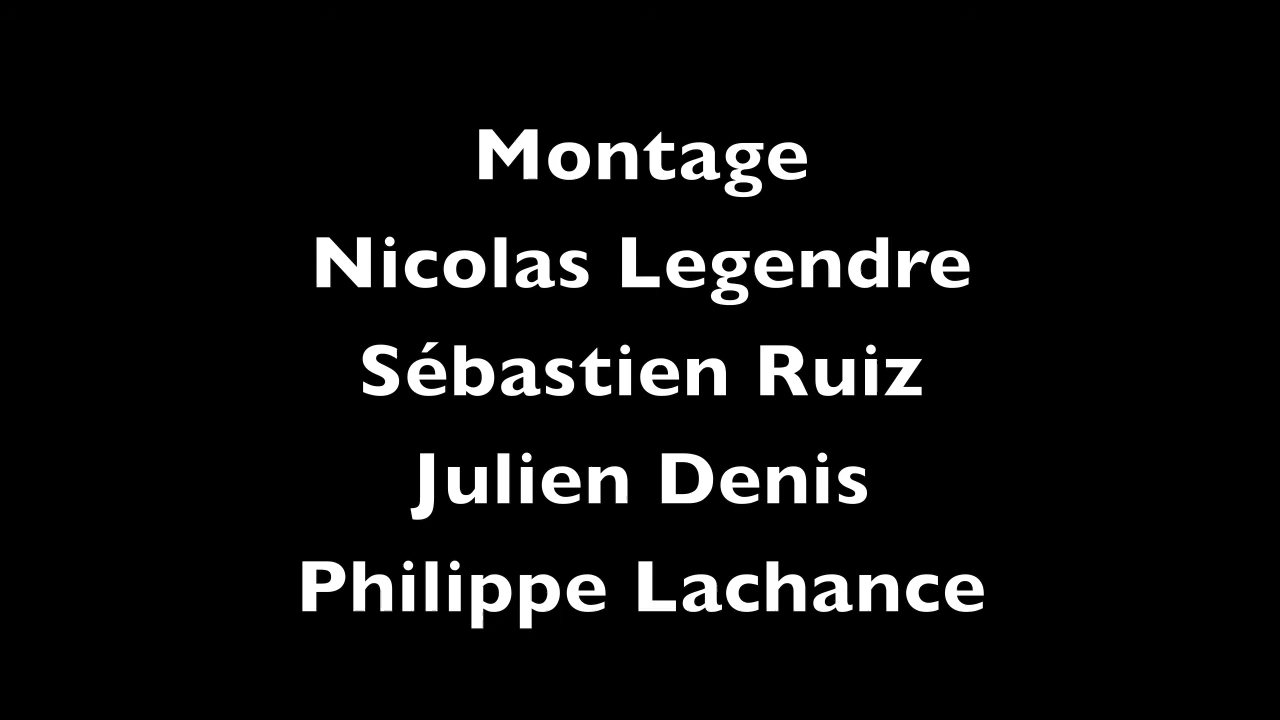 Montage
Nicolas Legendre
Sébastien Ruiz
Julien Denis
Philippe Lachance